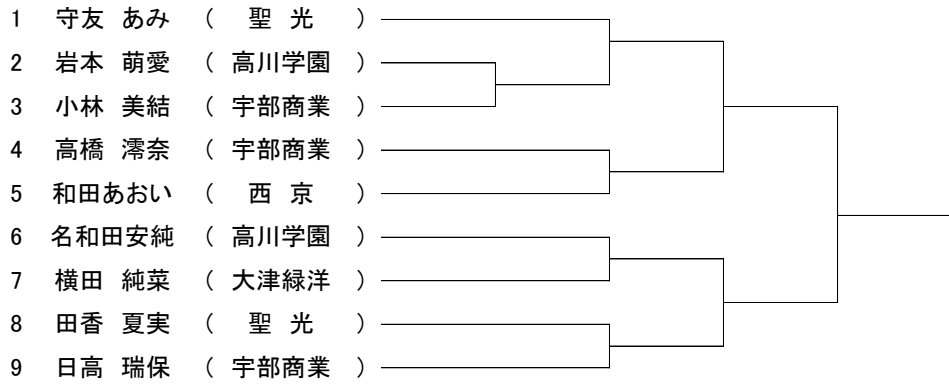 1 守友 あみ ( 聖 光 )
2 岩本 萌愛 ( 高川学園 )
3 小林 美結 ( 宇部商業 )
4 高橋 澪奈 ( 宇部商業 )
5 和田あおい ( 西 京 )
6 名和田安純 ( 高川学園 )
7 横田 純菜 ( 大津緑洋 )
8 田香 夏実 ( 聖 光 )
9 日高 瑞保 ( 宇部商業 )